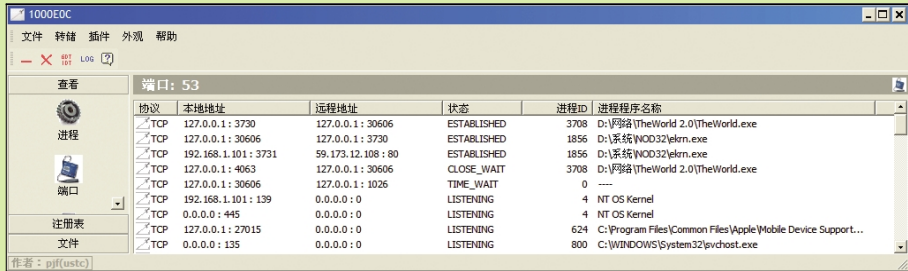 1000E0C
文件 转储 插件 外观 帮助
SDT IDT LOG
查看
进程
端口
注册表
文件
端口: 53
协议 本地地址 远程地址 状态 进程ID 进程程序名称
TCP 127.0.0.1 : 3730 127.0.0.1 : 30606 ESTABLISHED 3708 D:\网络\TheWorld 2.0\TheWorld.exe
TCP 127.0.0.1 : 30606 127.0.0.1 : 3730 ESTABLISHED 1856 D:\系统\NOD32\ekrn.exe
TCP 192.168.1.101 : 3731 59.173.12.108 : 80 ESTABLISHED 1856 D:\系统\NOD32\ekrn.exe
TCP 127.0.0.1 : 4063 127.0.0.1 : 30606 CLOSE_WAIT 3708 D:\网络\TheWorld 2.0\TheWorld.exe
TCP 127.0.0.1 : 30606 127.0.0.1 : 1026 TIME_WAIT 0 ----
TCP 192.168.1.101 : 139 0.0.0.0 : 0 LISTENING 4 NT OS Kernel
TCP 0.0.0.0 : 445 0.0.0.0 : 0 LISTENING 4 NT OS Kernel
TCP 127.0.0.1 : 27015 0.0.0.0 : 0 LISTENING 624 C:\Program Files\Common Files\Apple\Mobile Device Support...
TCP 0.0.0.0 : 135 0.0.0.0 : 0 LISTENING 800 C:\WINDOWS\System32\svchost.exe
作者：pjf(ustc)